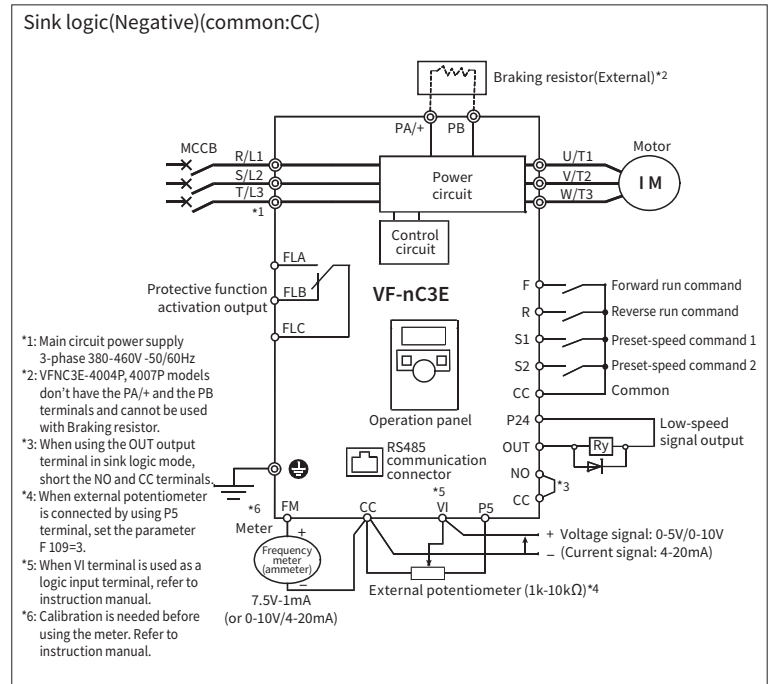 Sink logic(Negative)(common:CC)
Braking resistor(External)*2
PA/+ PB
MCCB
R/L1
S/L2
T/L3
*1
Power
circuit
U/T1
V/T2
W/T3
Motor
I M
Control
circuit
FLA
FLB
FLC
Protective function
activation output
VF-nC3E
Operation panel
RS485
communication
connector
F
Forward run command
R
Reverse run command
S1
Preset-speed command 1
S2
Preset-speed command 2
CC
Common
P24
OUT
Ry
Low-speed
signal output
NO
CC
*3
*1: Main circuit power supply
3-phase 380-460V -50/60Hz
*2: VFNC3E-4004P, 4007P models
don't have the PA/+ and the PB
terminals and cannot be used
with Braking resistor.
*3: When using the OUT output
terminal in sink logic mode,
short the NO and CC terminals.
*4: When external potentiometer
is connected by using P5
terminal, set the parameter
F 109=3.
*5: When VI terminal is used as a
logic input terminal, refer to
instruction manual.
*6: Calibration is needed before
using the meter. Refer to
instruction manual.
*6 FM
CC
*5
VI
P5
Meter
+
Frequency
meter
(ammeter)
−
7.5V-1mA
(or 0-10V/4-20mA)
+ Voltage signal: 0-5V/0-10V
− (Current signal: 4-20mA)
External potentiometer (1k-10kΩ)*4